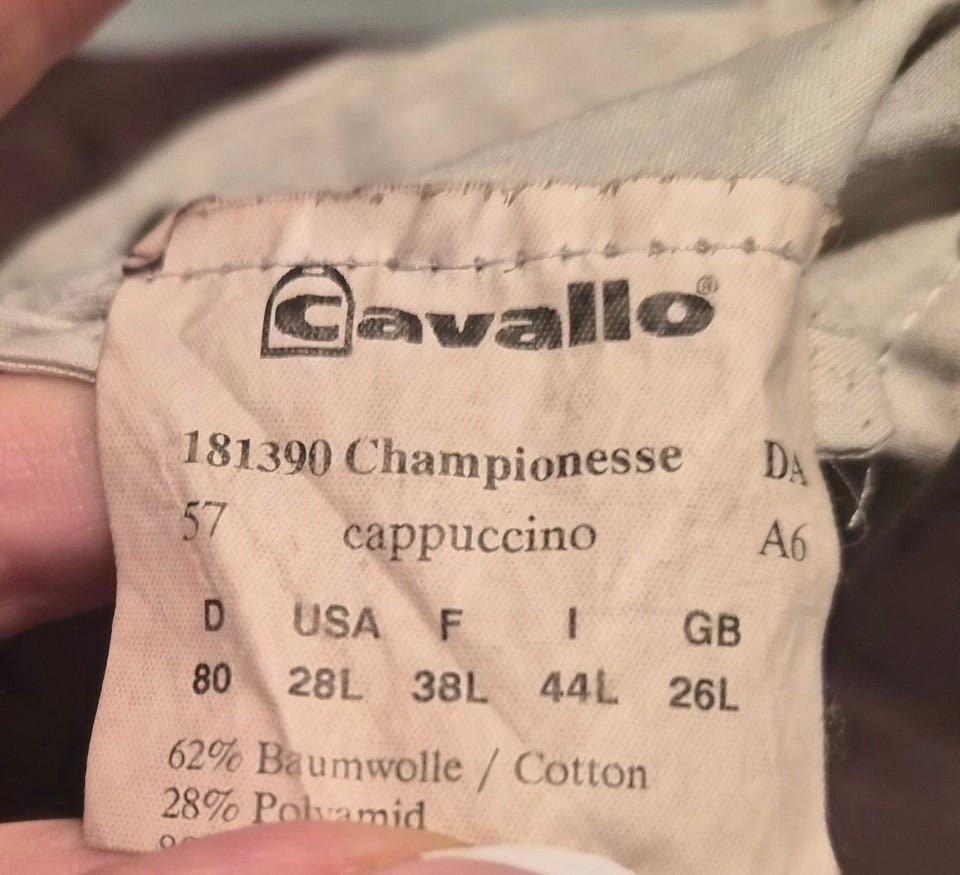 Cavallo®
181390 Championesse DA
57 cappuccino A6
D USA F I GB
80 28L 38L 44L 26L
62% Baumwolle / Cotton
28% Polyamid